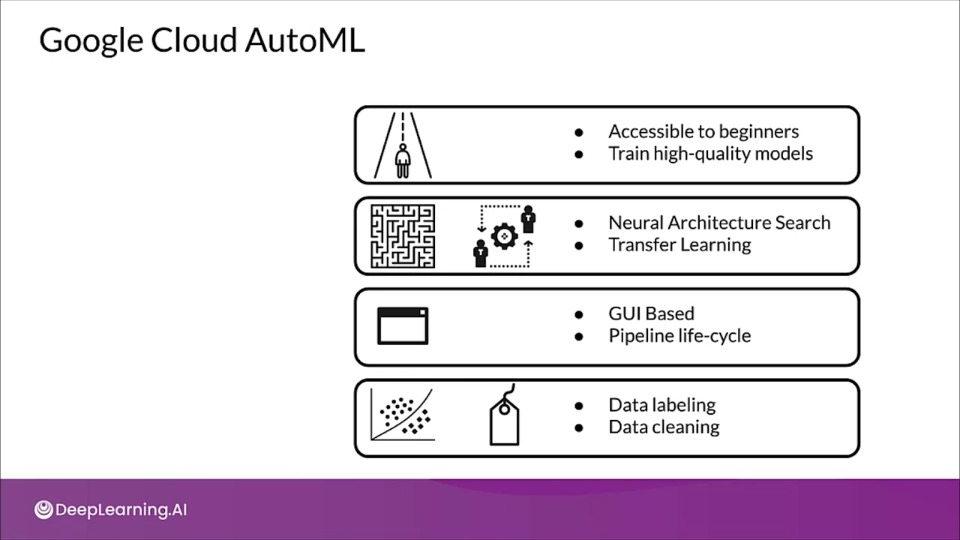 Google Cloud AutoML
● Accessible to beginners
● Train high-quality models
● Neural Architecture Search
● Transfer Learning
● GUI Based
● Pipeline life-cycle
● Data labeling
● Data cleaning
DeepLearning.AI